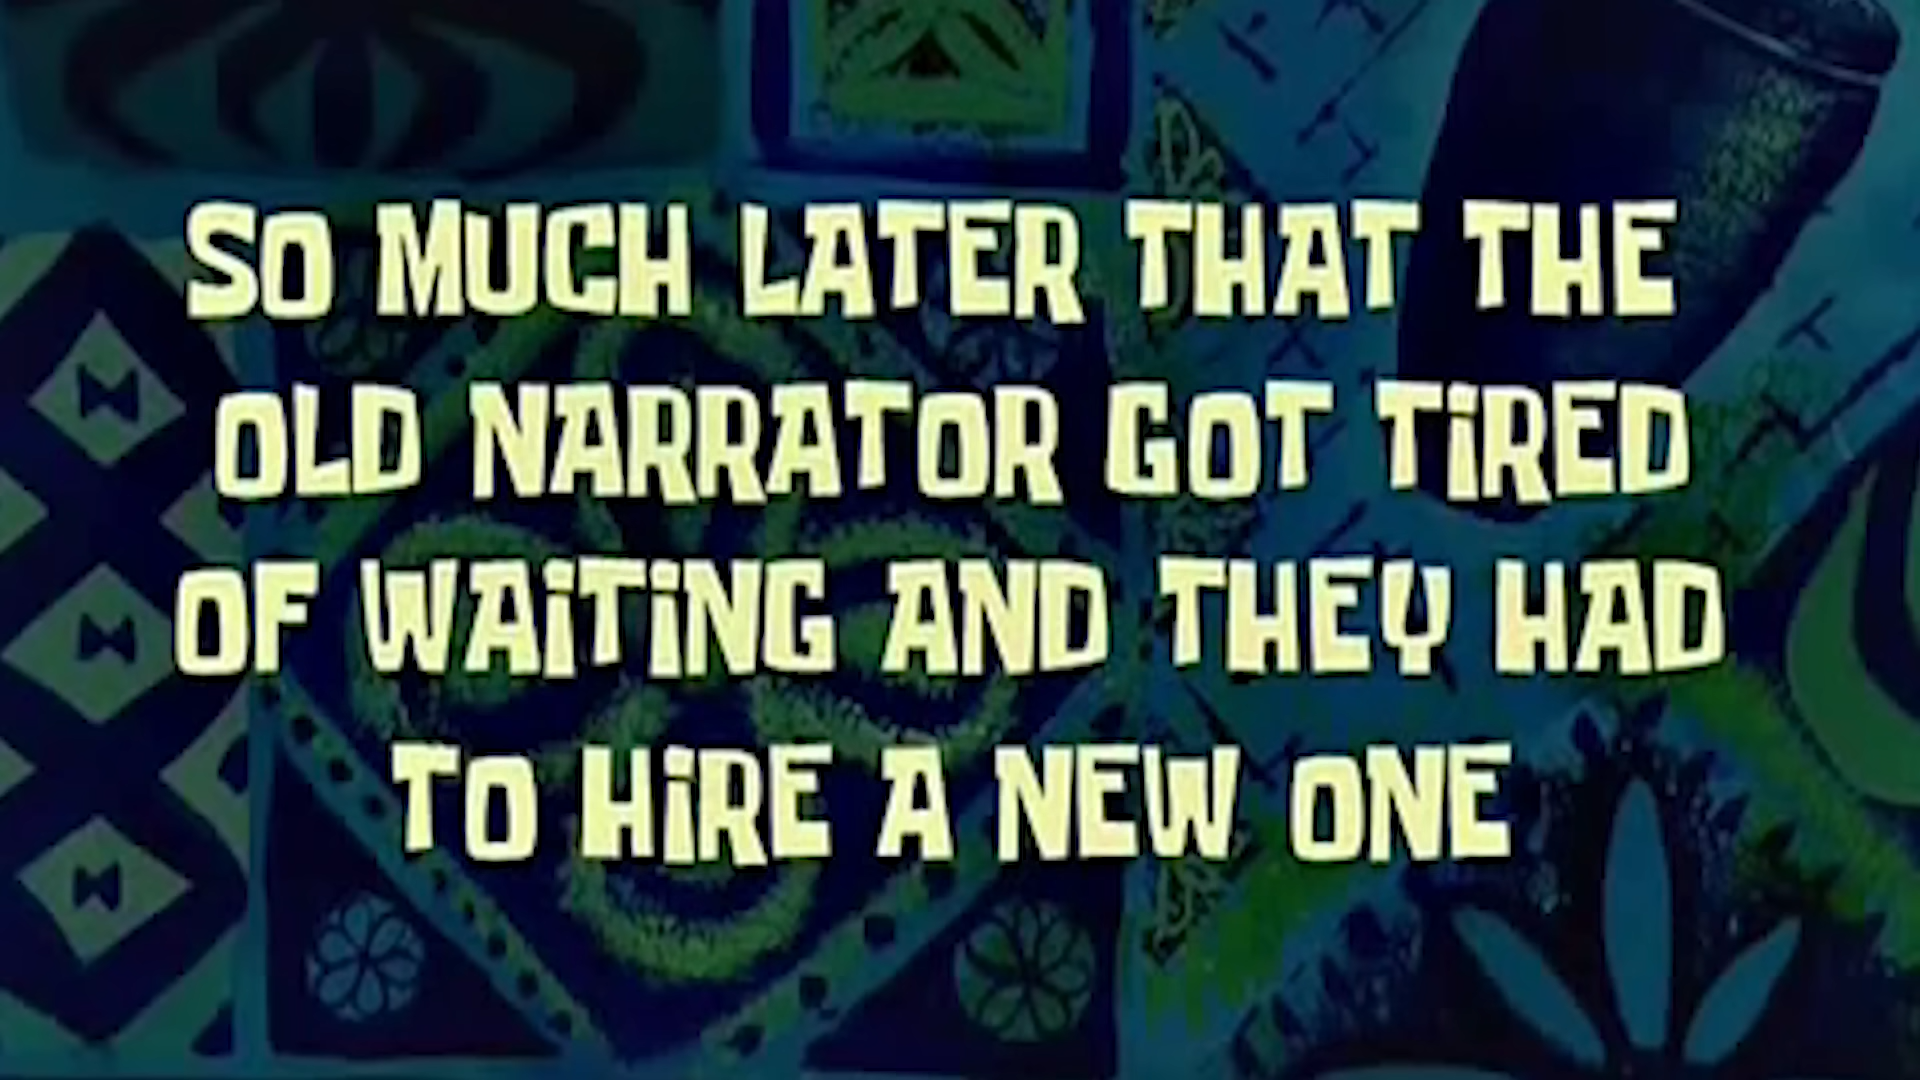 SO MUCH LATER THAT THE
OLD NARRATOR GOT TIRED
OF WAITING AND THEY HAD
TO HIRE A NEW ONE